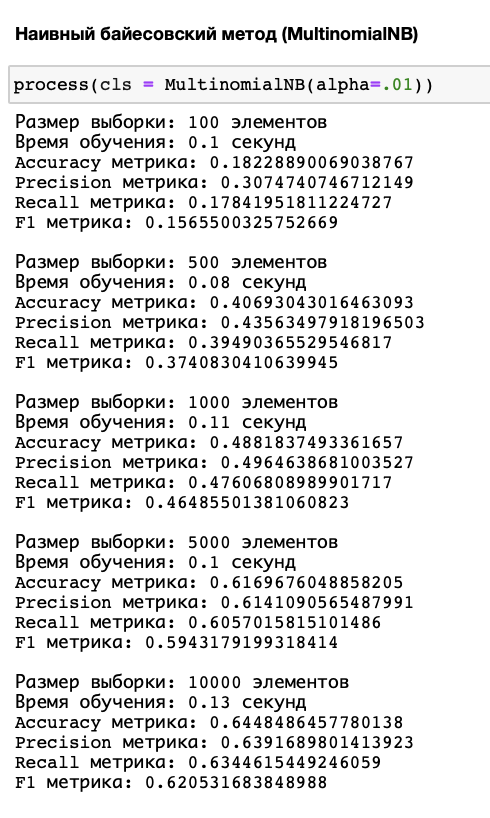 Наивный байесовский метод (MultinomialNB)
process(cls = MultinomialNB(alpha=.01))
Размер выборки: 100 элементов
Время обучения: 0.1 секунд
Accuracy метрика: 0.18228890069038767
Precision метрика: 0.3074740746712149
Recall метрика: 0.17841951811224727
F1 метрика: 0.1565500325752669
Размер выборки: 500 элементов
Время обучения: 0.08 секунд
Accuracy метрика: 0.40693043016463093
Precision метрика: 0.43563497918196503
Recall метрика: 0.39490365529546817
F1 метрика: 0.3740830410639945
Размер выборки: 1000 элементов
Время обучения: 0.11 секунд
Accuracy метрика: 0.4881837493361657
Precision метрика: 0.4964638681003527
Recall метрика: 0.47606808989901717
F1 метрика: 0.46485501381060823
Размер выборки: 5000 элементов
Время обучения: 0.1 секунд
Accuracy метрика: 0.6169676048858205
Precision метрика: 0.6141090565487991
Recall метрика: 0.6057015815101486
F1 метрика: 0.5943179199318414
Размер выборки: 10000 элементов
Время обучения: 0.13 секунд
Accuracy метрика: 0.6448486457780138
Precision метрика: 0.6391689801413923
Recall метрика: 0.6344615449246059
F1 метрика: 0.620531683848988